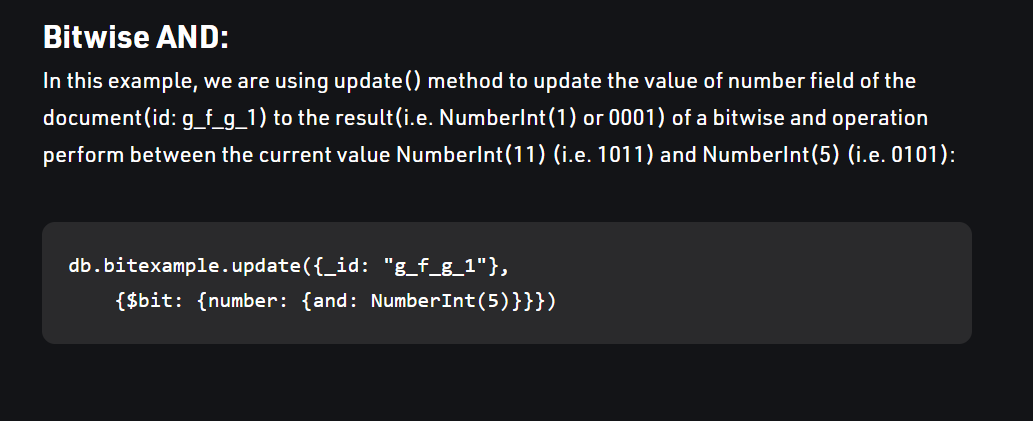 Bitwise AND:
In this example, we are using update() method to update the value of number field of the
document(id: g_f_g_1) to the result(i.e. NumberInt(1) or 0001) of a bitwise and operation
perform between the current value NumberInt(11) (i.e. 1011) and NumberInt(5) (i.e. 0101):
db.bitexample.update({_id: "g_f_g_1"},
    {$bit: {number: {and: NumberInt(5)}}})